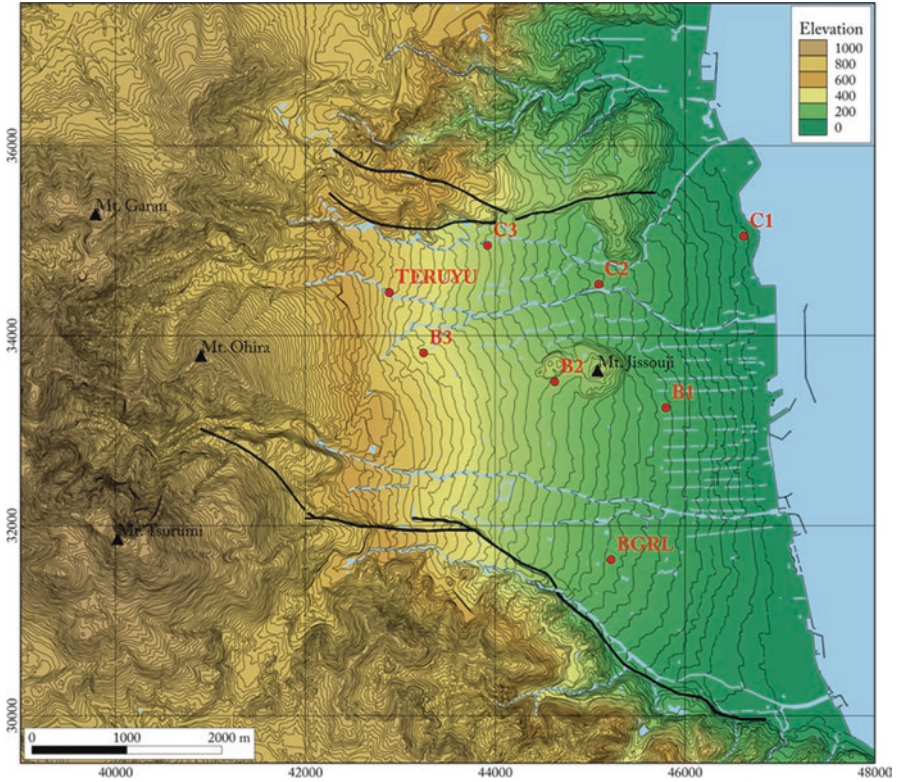 Elevation
1000
800
600
400
200
0
36000
Mt. Garan
C1
C3
TERUYU
C2
34000
Mt. Ohira
B3
Mt. Jissouji
B2
B1
32000
Mt. Tsurumi
BGRL
30000
0 1000 2000 m
40000 42000 44000 46000 48000